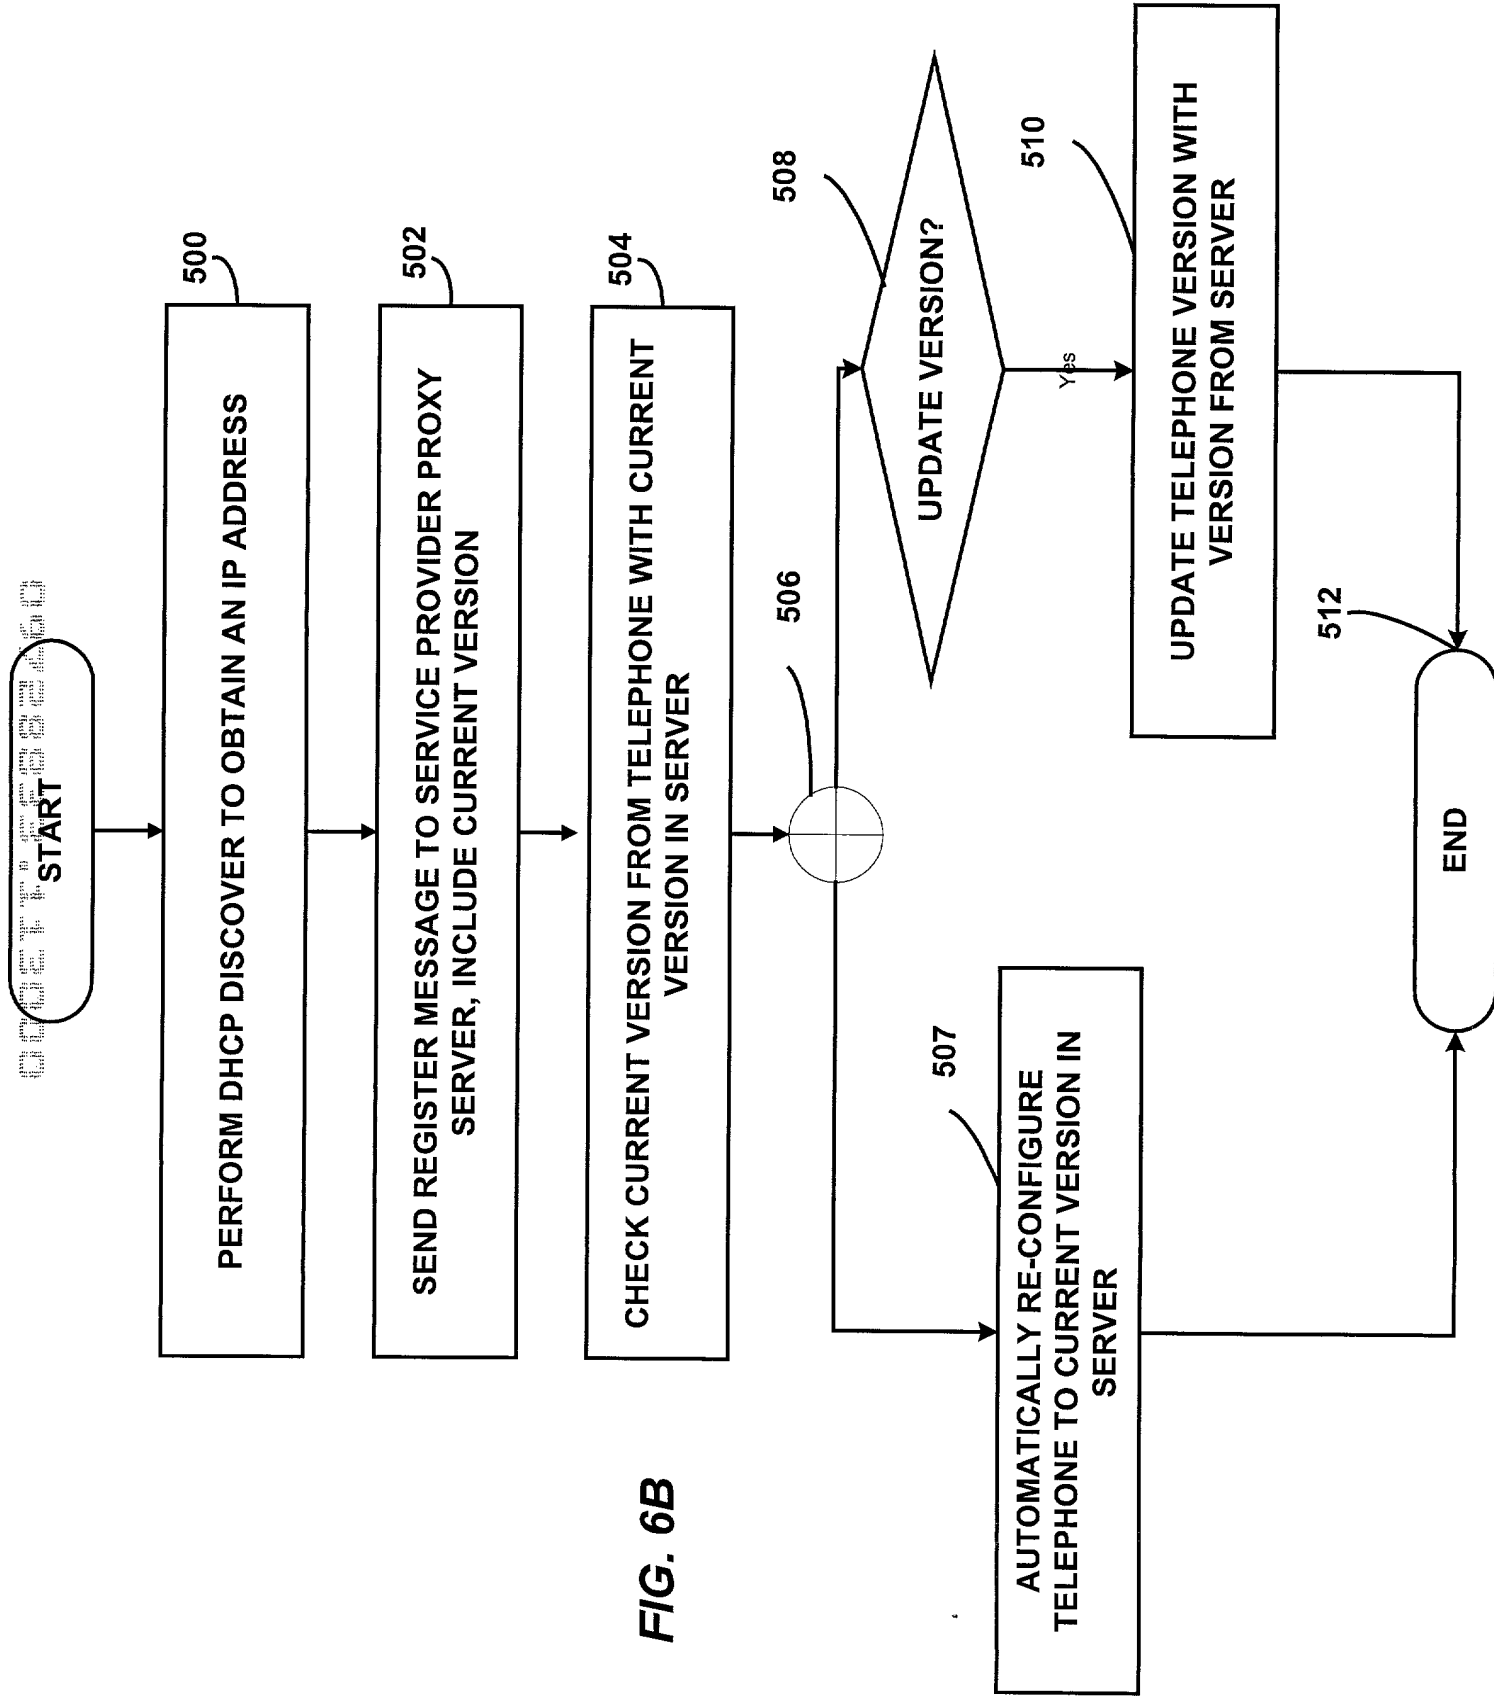 START
500
PERFORM DHCP DISCOVER TO OBTAIN AN IP ADDRESS
502
SEND REGISTER MESSAGE TO SERVICE PROVIDER PROXY
SERVER, INCLUDE CURRENT VERSION
504
CHECK CURRENT VERSION FROM TELEPHONE WITH CURRENT
VERSION IN SERVER
506
508
UPDATE VERSION?
Yes
507
AUTOMATICALLY RE-CONFIGURE
TELEPHONE TO CURRENT VERSION IN
SERVER
510
UPDATE TELEPHONE VERSION WITH
VERSION FROM SERVER
512
END
FIG. 6B